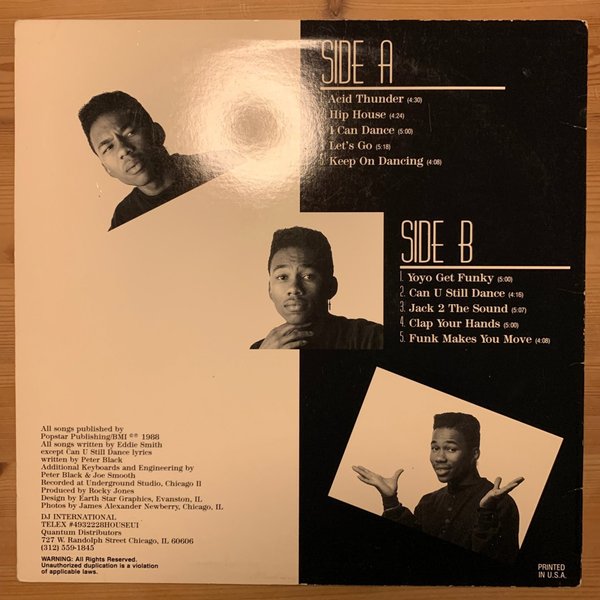 SIDE A
Acid Thunder (4:30)
Hip House (4:24)
I Can Dance (5:00)
Let's Go (5:18)
Keep On Dancing (4:08)
SIDE B
1. Yoyo Get Funky (5:00)
2. Can U Still Dance (4:16)
3. Jack 2 The Sound (5:07)
4. Clap Your Hands (5:00)
5. Funk Makes You Move (4:08)
All songs published by
Popstar Publishing/BMI ©℗ 1988
All songs written by Eddie Smith
except Can U Still Dance lyrics
written by Peter Black
Additional Keyboards and Engineering by
Peter Black & Joe Smooth
Recorded at Underground Studio, Chicago Il
Produced by Rocky Jones
Design by Earth Star Graphics, Evanston, IL
Photos by James Alexander Newberry, Chicago, IL
DJ INTERNATIONAL
TELEX #4932228HOUSEUI
Quantum Distributors
727 W. Randolph Street Chicago, IL 60606
(312) 559-1845
WARNING: All Rights Reserved.
Unauthorized duplication is a violation
of applicable laws.
PRINTED
IN U.S.A.